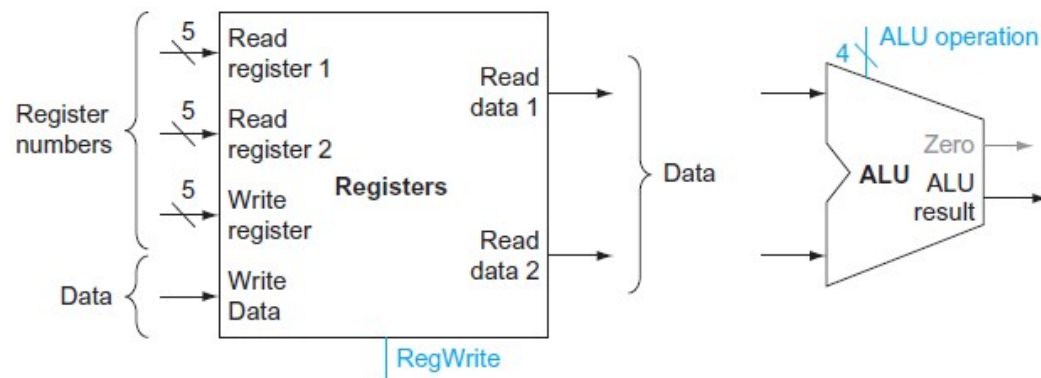 5
Read
register 1
5
Read
register 2
5
Write
register
Write
Data
Register
numbers
Data
Registers
Read
data 1
Read
data 2
RegWrite
Data
4
ALU operation
Zero
ALU
ALU
result